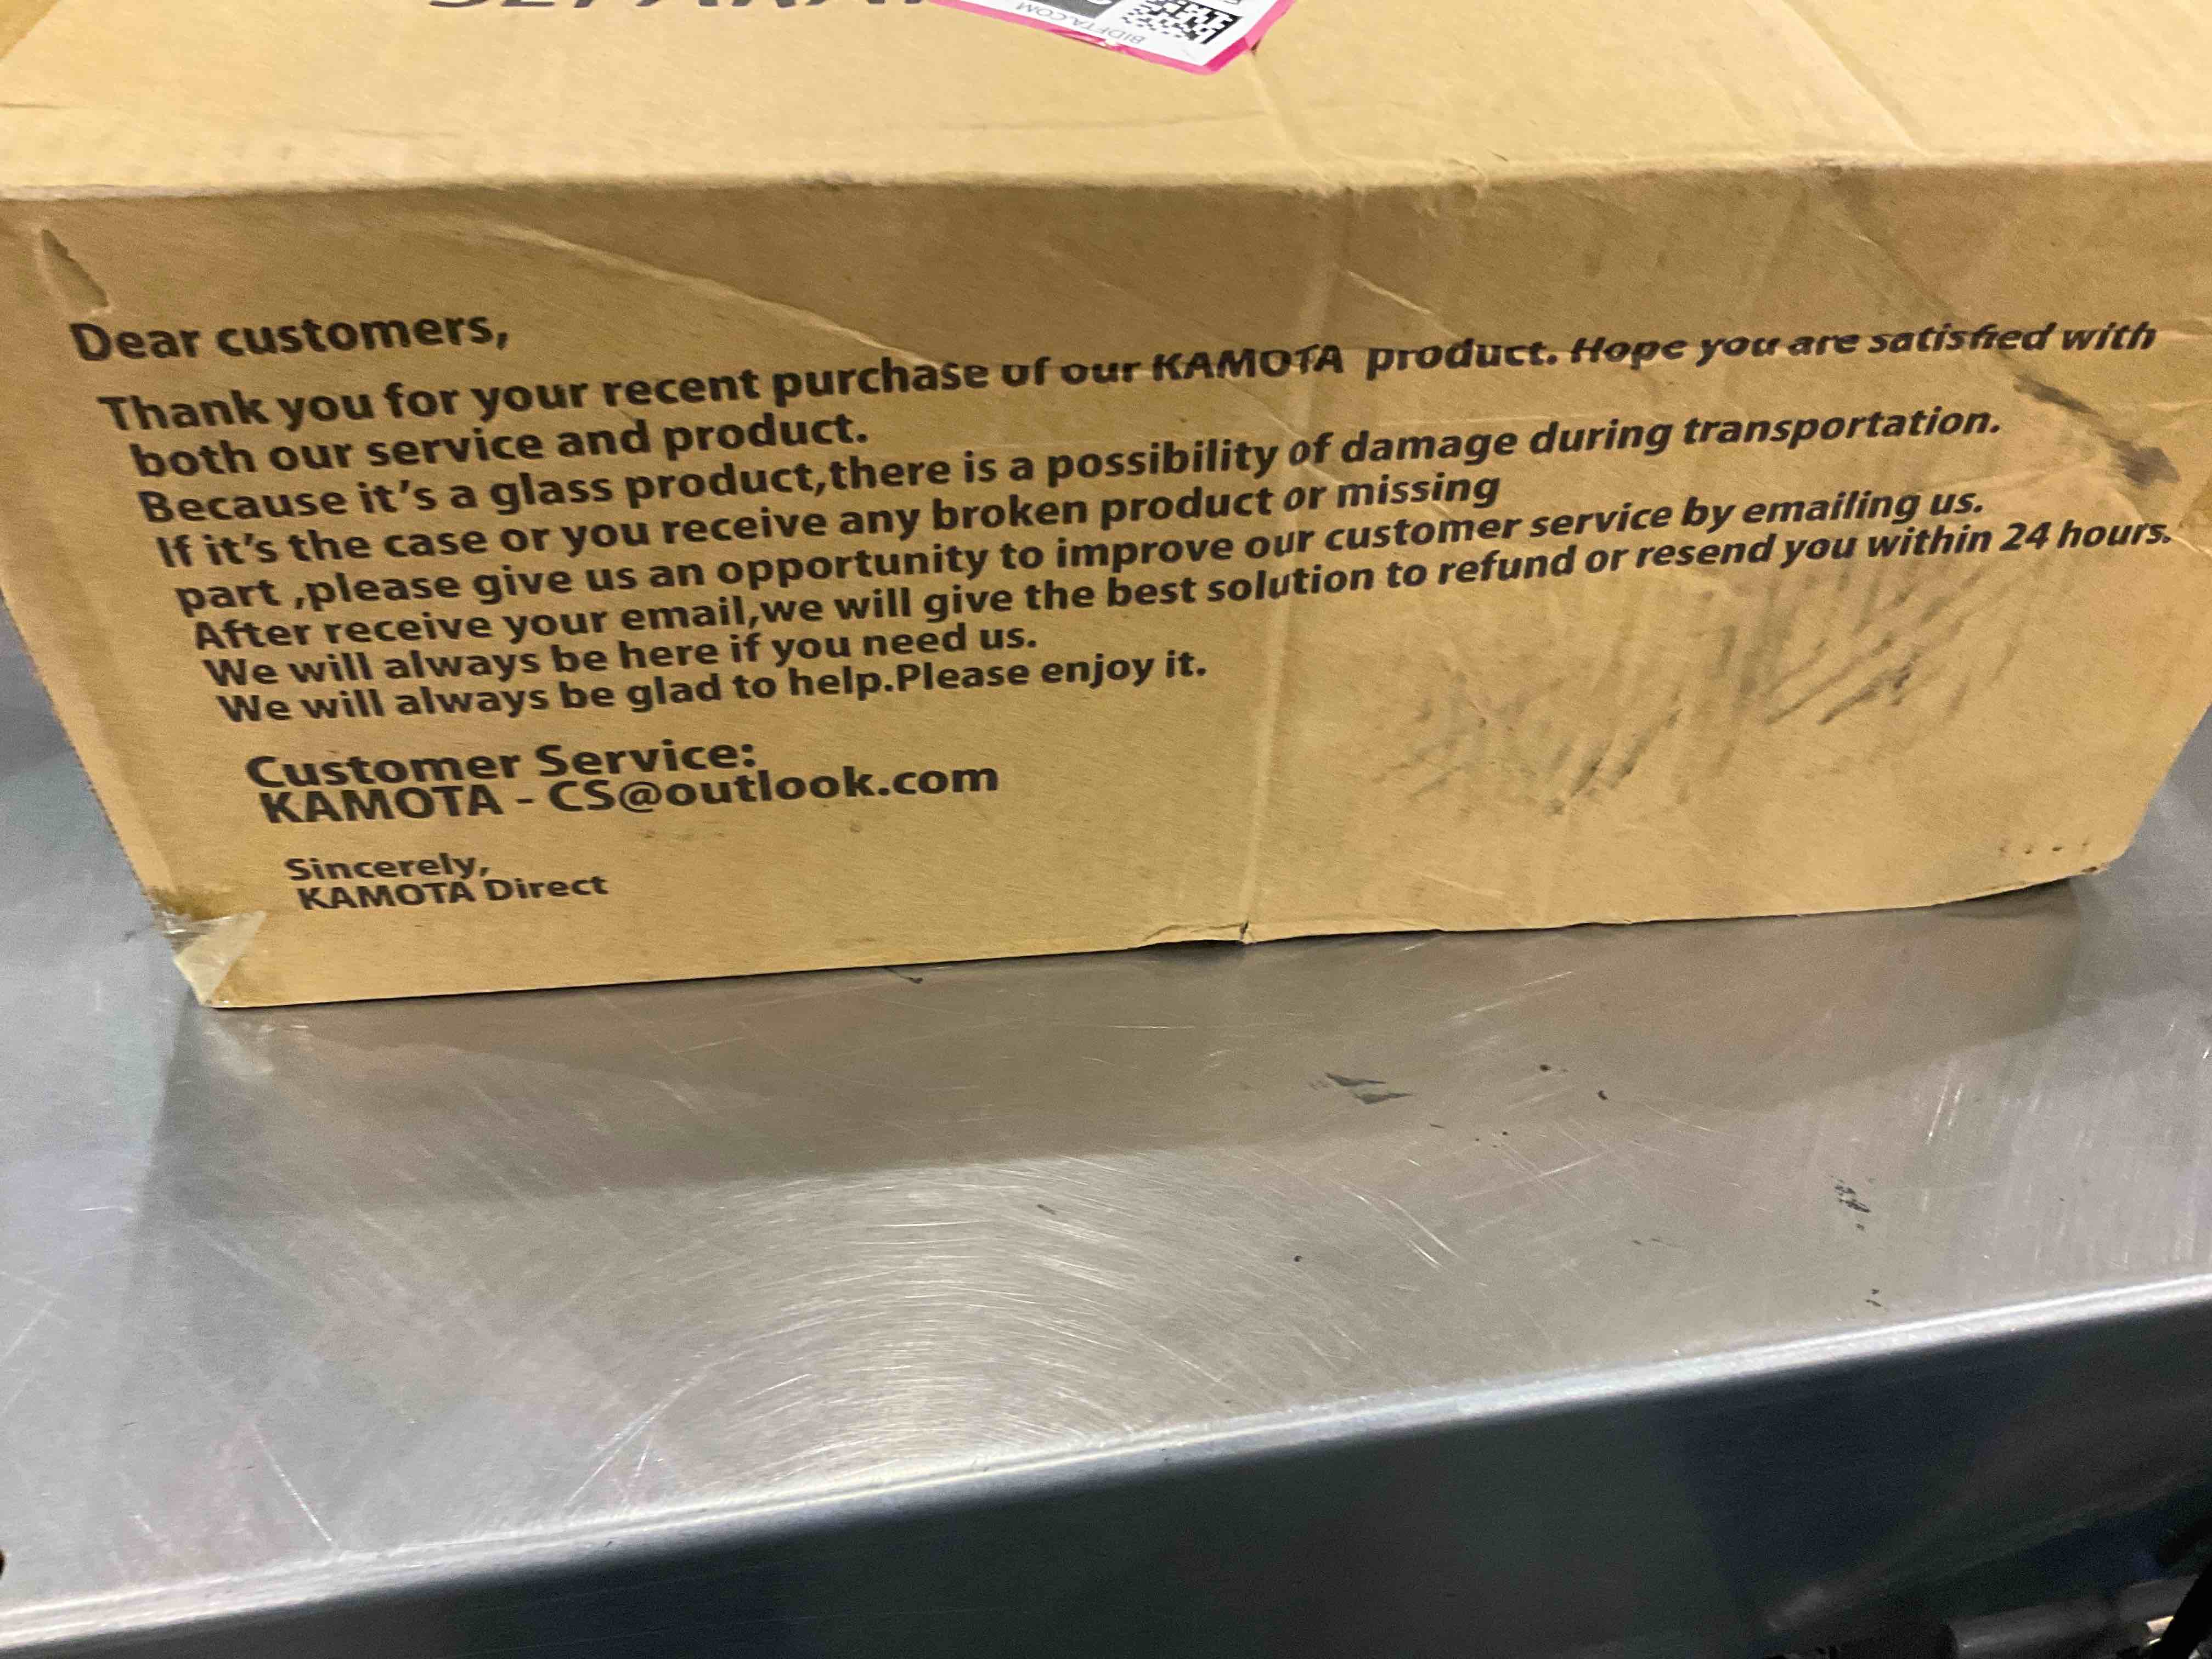 BIDFTA.COM
Dear customers,
Thank you for your recent purchase of our KAMOTA product. Hope you are satisfied with
both our service and product.
Because it's a glass product,there is a possibility of damage during transportation.
If it's the case or you receive any broken product or missing
part ,please give us an opportunity to improve our customer service by emailing us.
After receive your email,we will give the best solution to refund or resend you within 24 hours.
We will always be here if you need us.
We will always be glad to help.Please enjoy it.
Customer Service:
KAMOTA - CS@outlook.com
Sincerely,
KAMOTA Direct